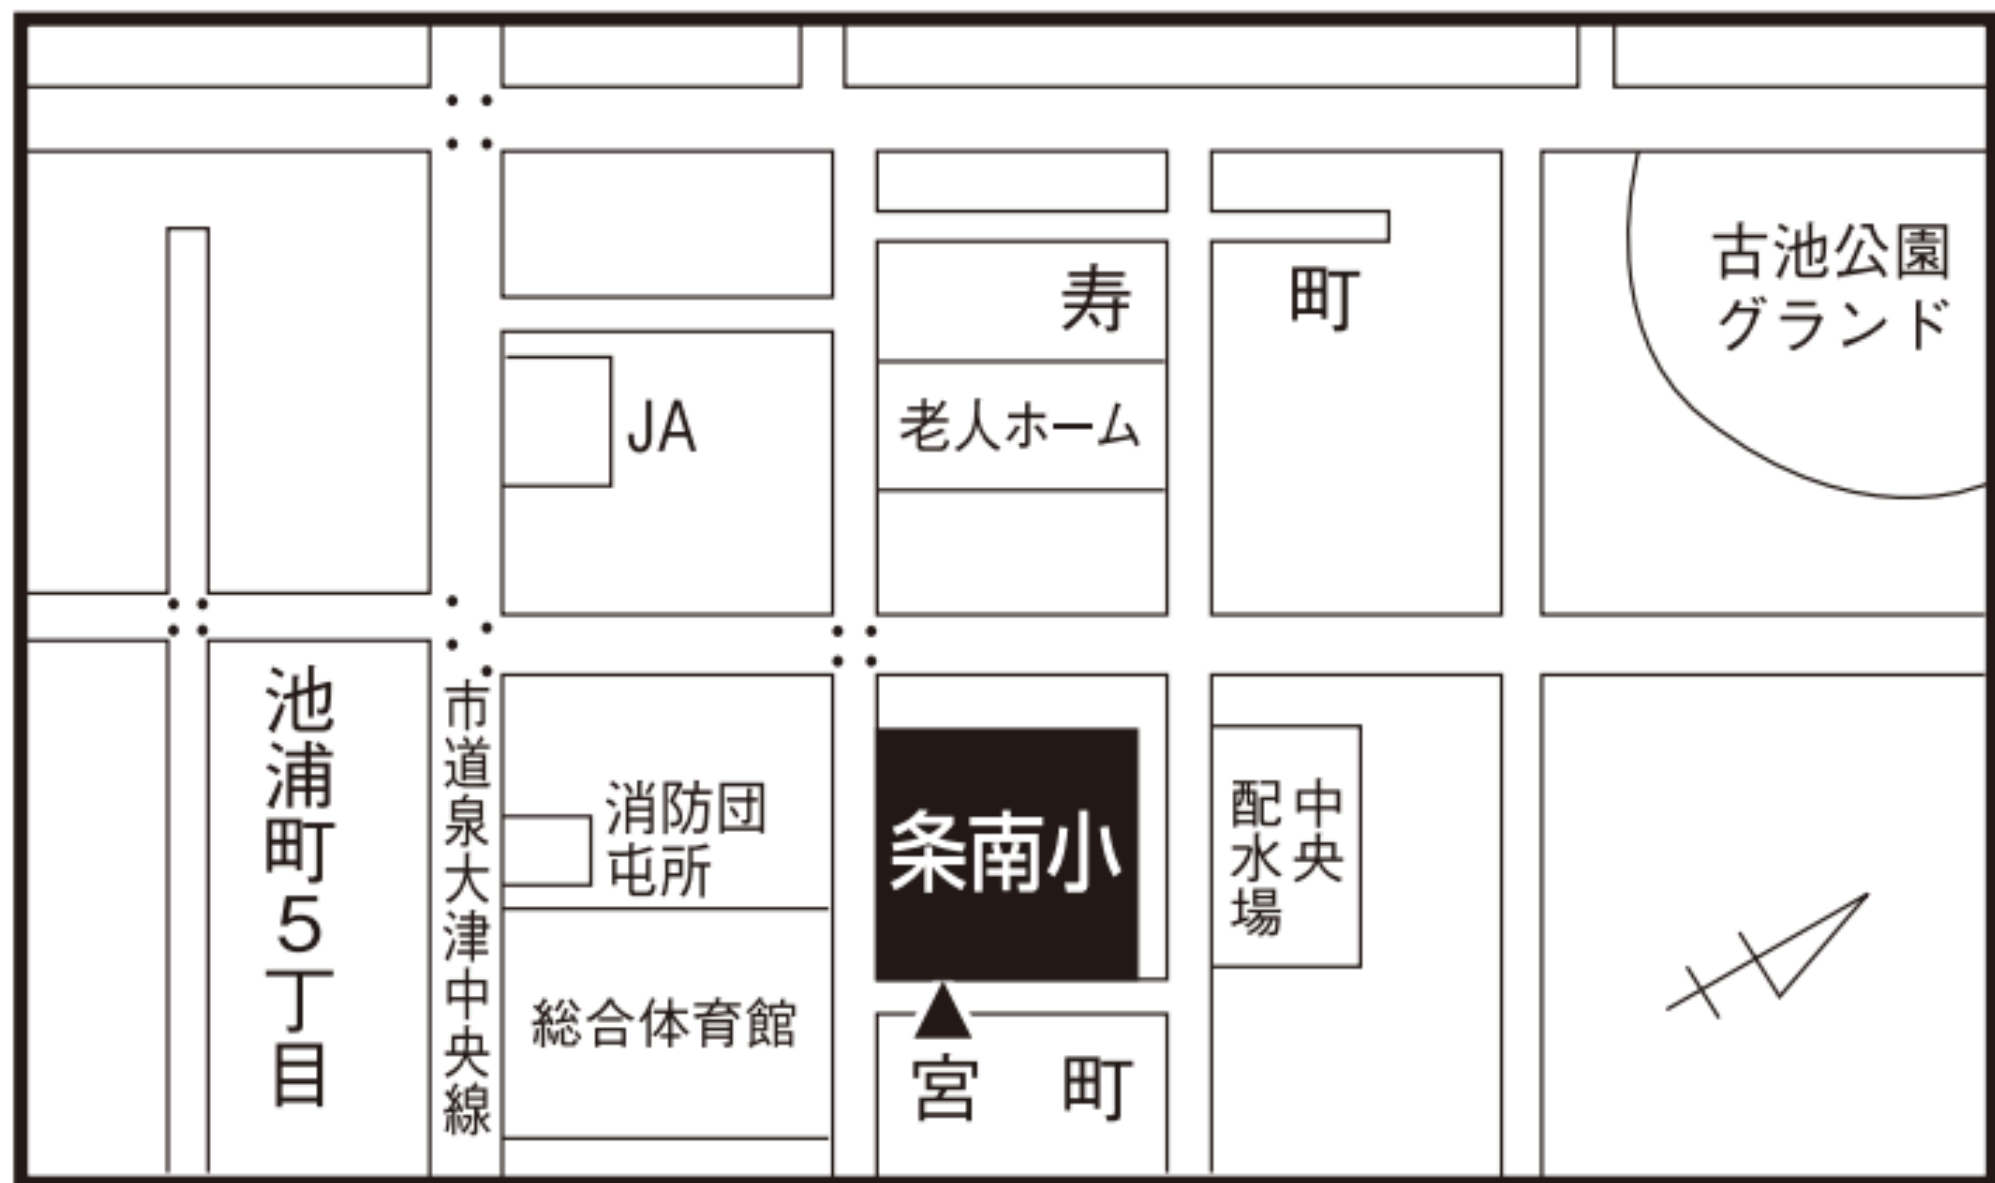 古池公園
グランド
寿町
JA
老人ホーム
池浦町5丁目
市道泉大津中央線
消防団
屯所
条南小
中央
配水場
総合体育館
宮町